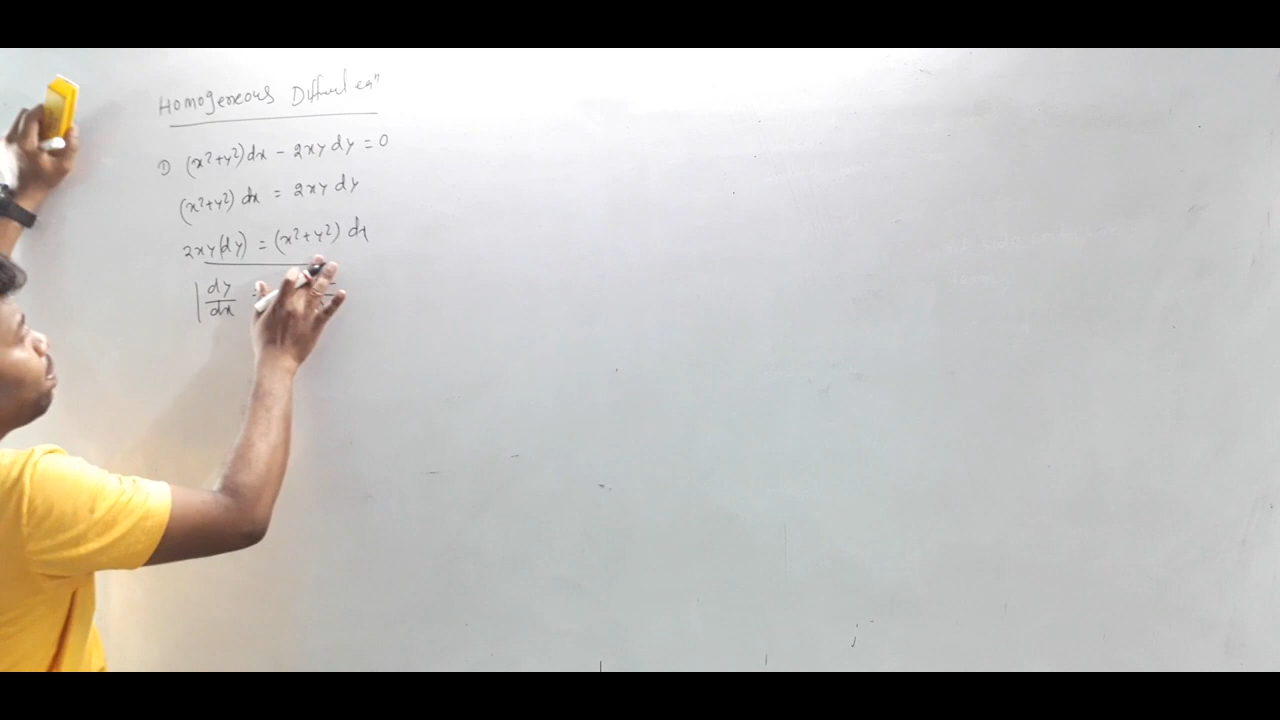 Homogeneous Differential eqⁿ
1) (x²+y²)dx - 2xy dy = 0
(x²+y²) dx = 2xy dy
2xy(dy) = (x²+y²) dx
dy/dx =